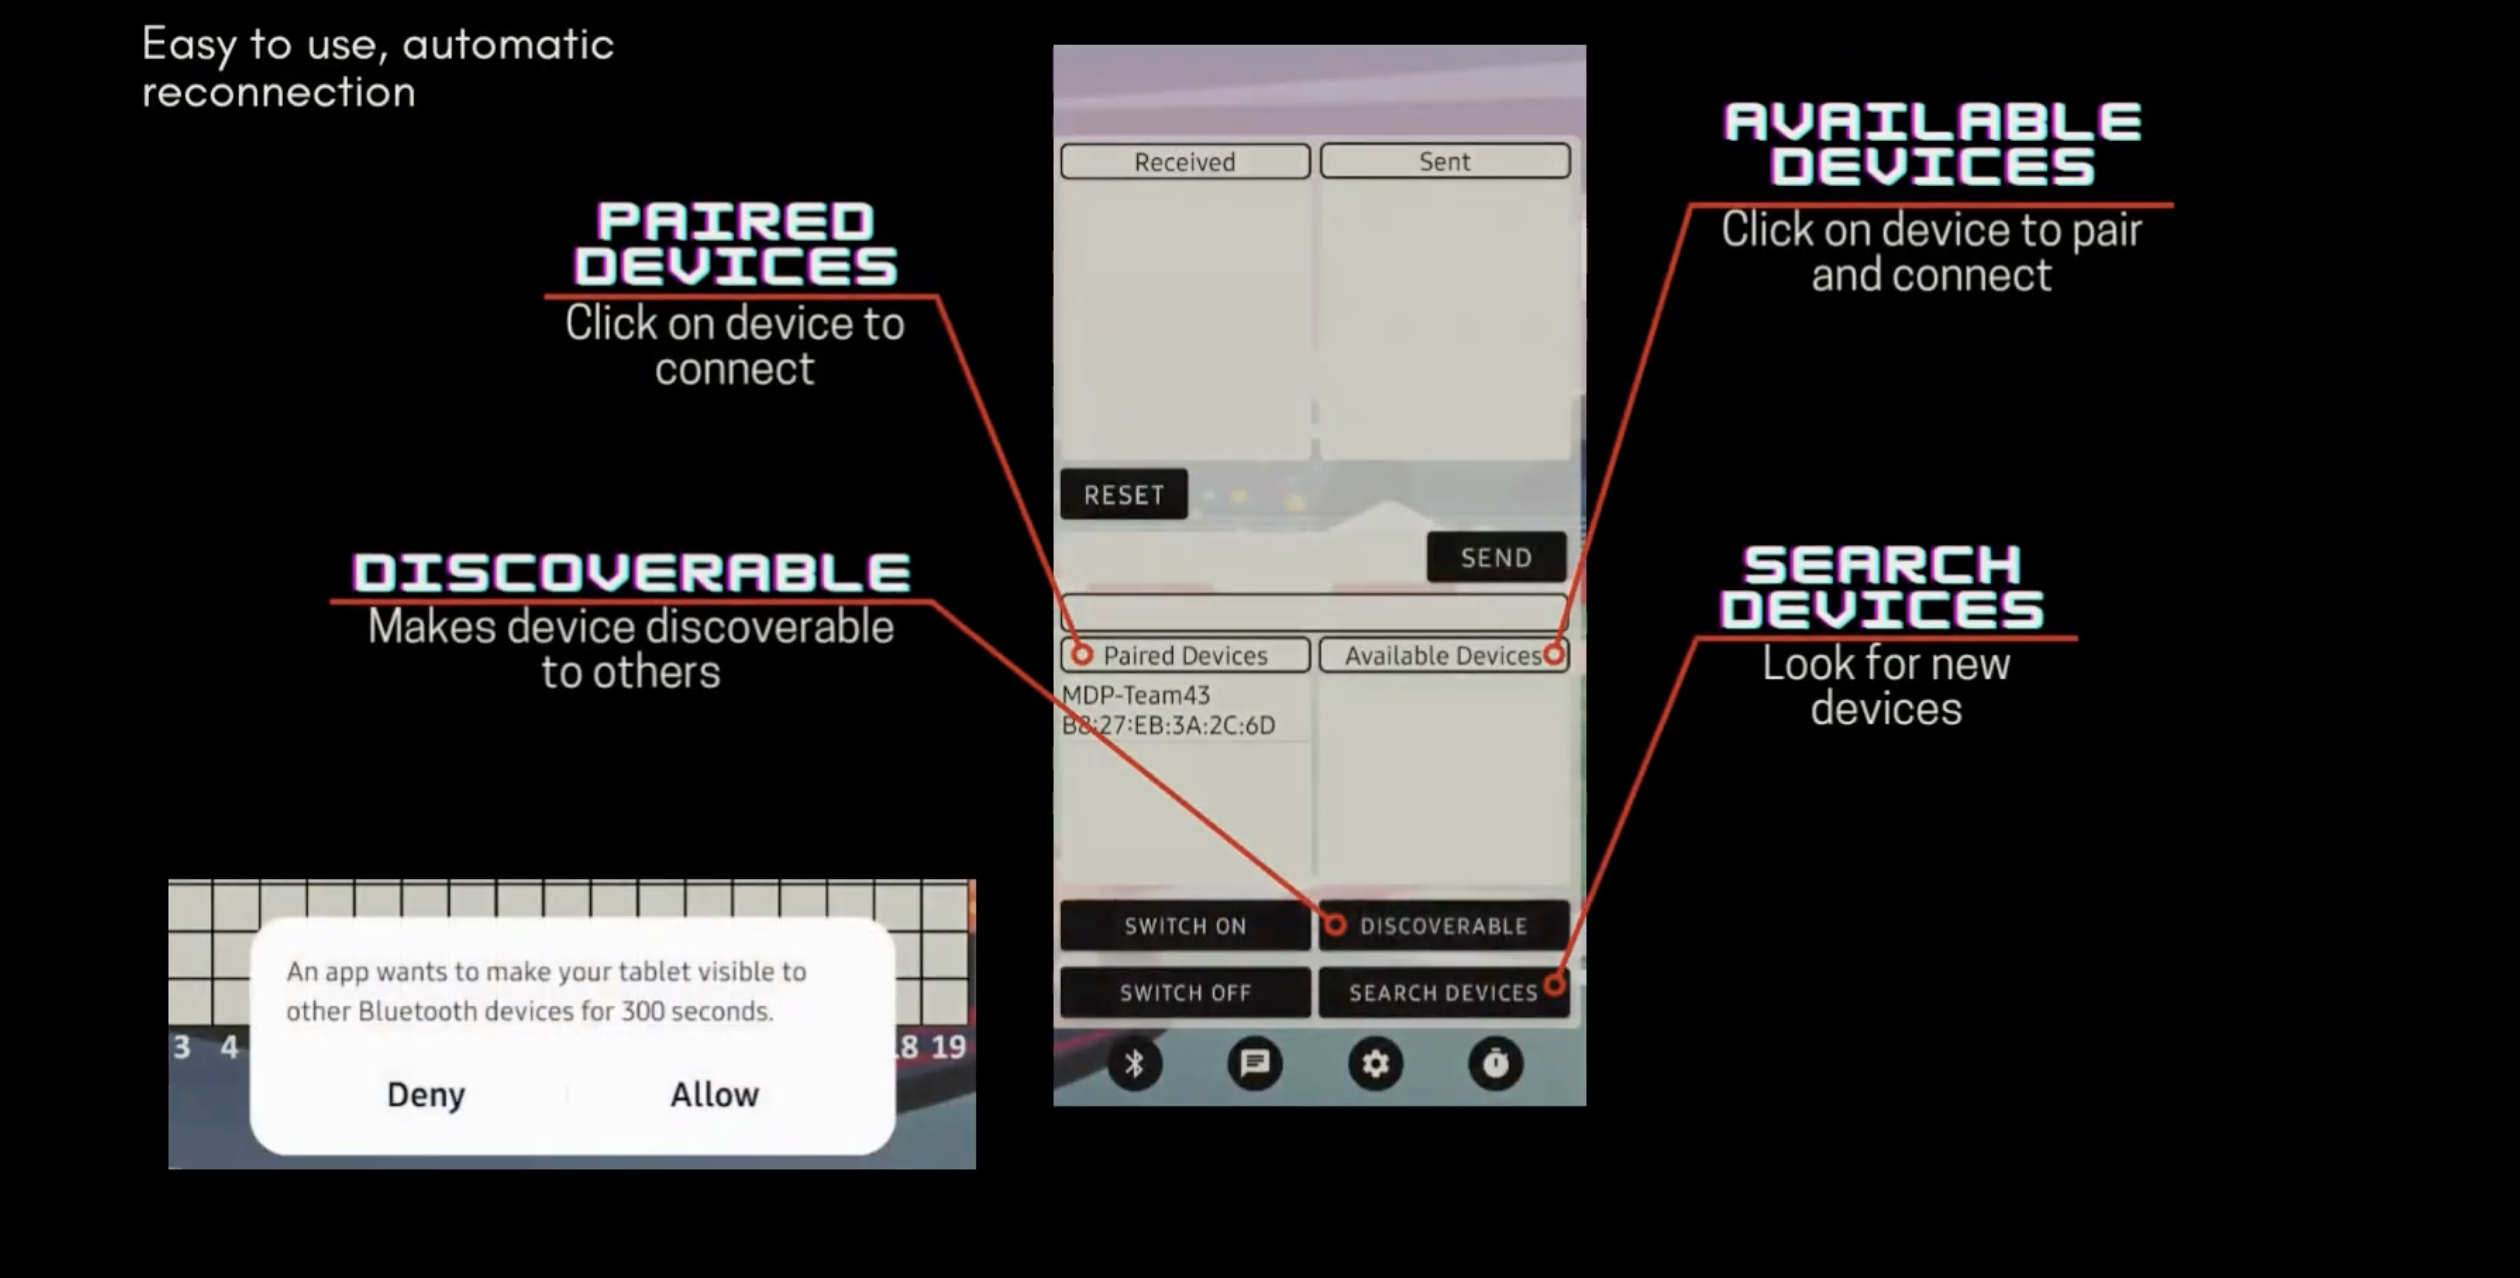 Easy to use, automatic
reconnection
PAIRED
DEVICES
Click on device to
connect
DISCOVERABLE
Makes device discoverable
to others
An app wants to make your tablet visible to
other Bluetooth devices for 300 seconds.
Deny
Allow
3 4 18 19
Received
Sent
RESET
SEND
Paired Devices
Available Devices
MDP-Team43
B8:27:EB:3A:2C:6D
SWITCH ON
DISCOVERABLE
SWITCH OFF
SEARCH DEVICES
AVAILABLE
DEVICES
Click on device to pair
and connect
SEARCH
DEVICES
Look for new
devices